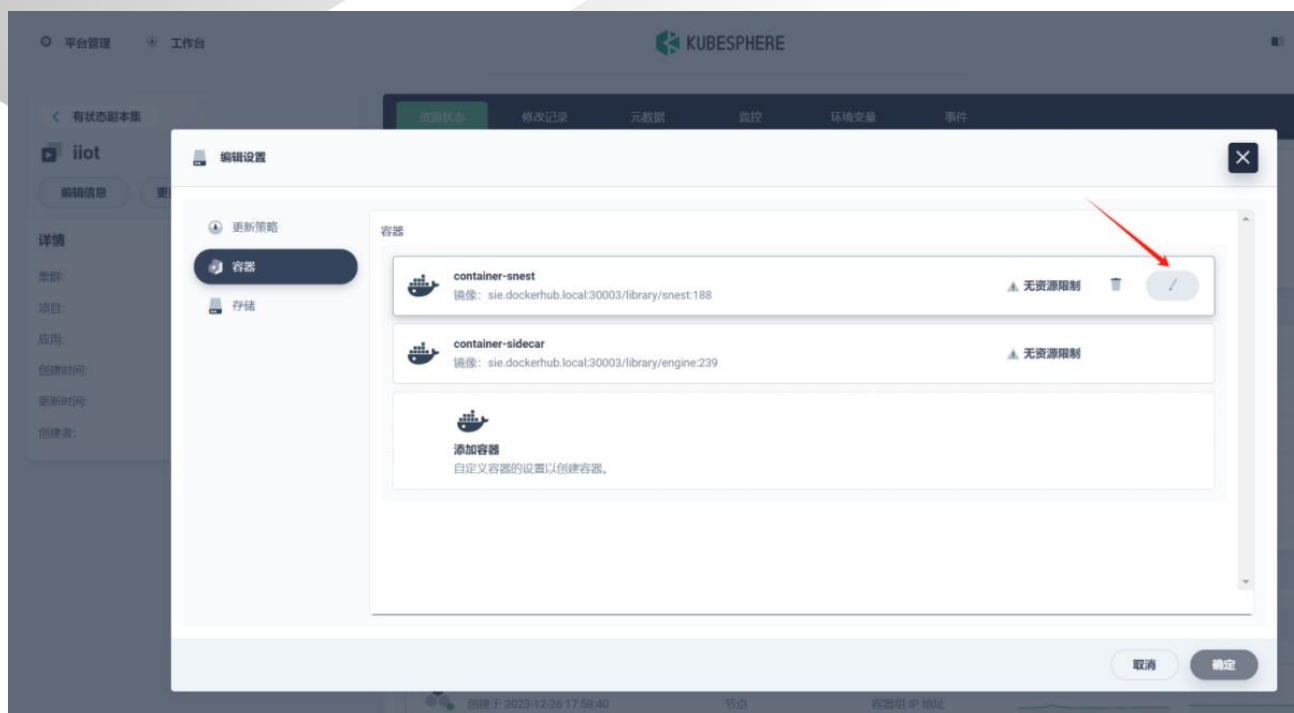 平台管理
工作台
KUBESPHERE
有状态副本集
资源状态
修改记录
元数据
监控
环境变量
事件
iiot
编辑信息
更
详情
集群:
项目:
应用:
创建时间:
更新时间:
创建者:
编辑设置
更新策略
容器
存储
容器
container-snest
镜像：sie.dockerhub.local:30003/library/snest:188
无资源限制
container-sidecar
镜像：sie.dockerhub.local:30003/library/engine:239
无资源限制
添加容器
自定义容器的设置以创建容器。
取消
确定
创建于 2023-12-26 17:58:40
节点
容器组 IP 地址